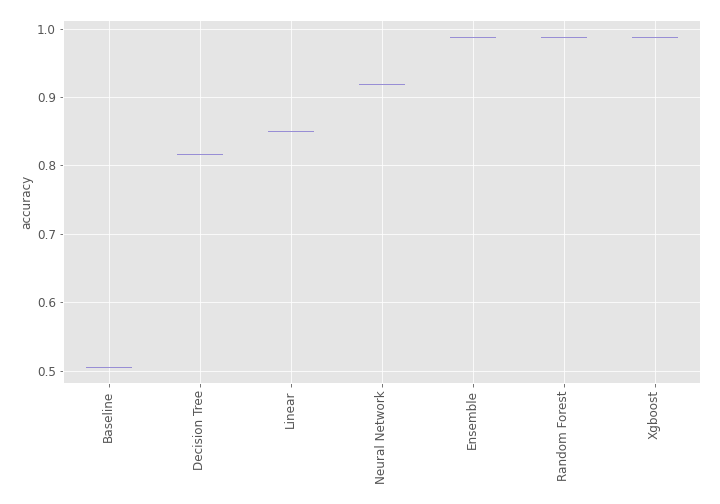 1.0
0.9
0.8
0.7
0.6
0.5
accuracy
Baseline
Decision Tree
Linear
Neural Network
Ensemble
Random Forest
Xgboost